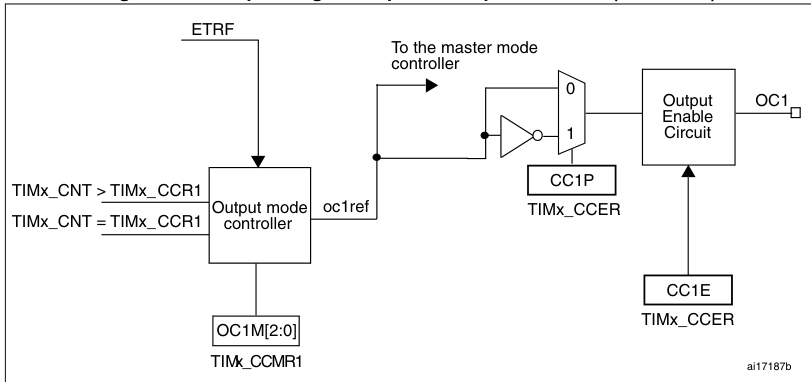 ETRF
To the master mode
controller
0
1
Output
Enable
Circuit
OC1
CC1P
TIMx_CCER
TIMx_CNT > TIMx_CCR1
TIMx_CNT = TIMx_CCR1
Output mode
controller
oc1ref
CC1E
TIMx_CCER
OC1M[2:0]
TIMx_CCMR1
ai17187b